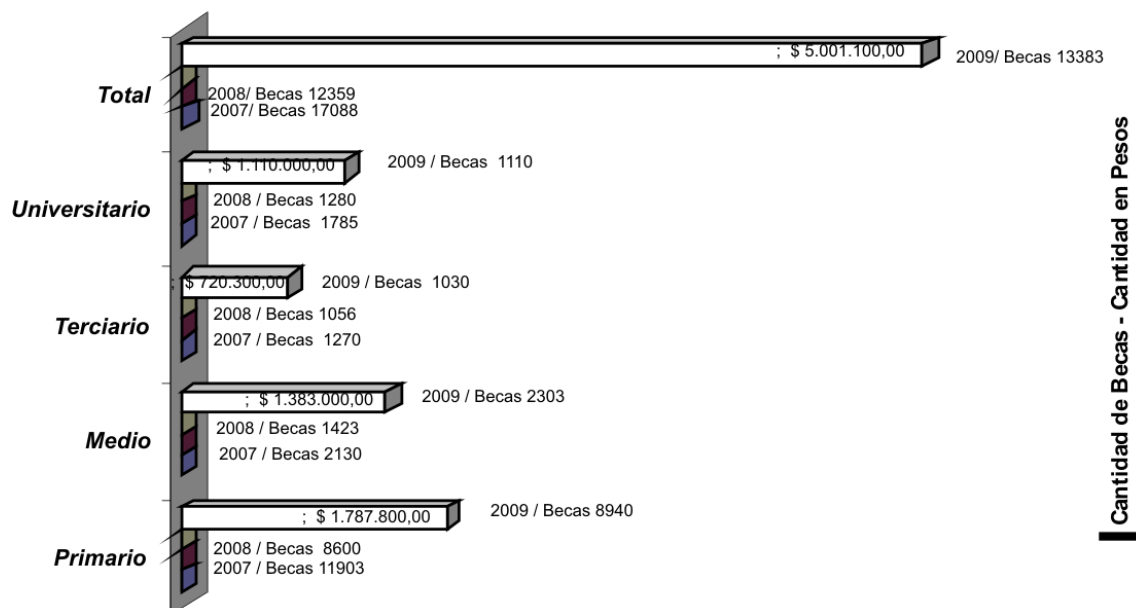 ; $ 5.001.100,00
2009/ Becas 13383
Total
2008/ Becas 12359
2007/ Becas 17088
; $ 1.110.000,00
2009 / Becas 1110
Universitario
2008 / Becas 1280
2007 / Becas 1785
; $ 720.300,00
2009 / Becas 1030
Terciario
2008 / Becas 1056
2007 / Becas 1270
; $ 1.383.000,00
2009 / Becas 2303
Medio
2008 / Becas 1423
2007 / Becas 2130
; $ 1.787.800,00
2009 / Becas 8940
Primario
2008 / Becas 8600
2007 / Becas 11903
Cantidad de Becas - Cantidad en Pesos